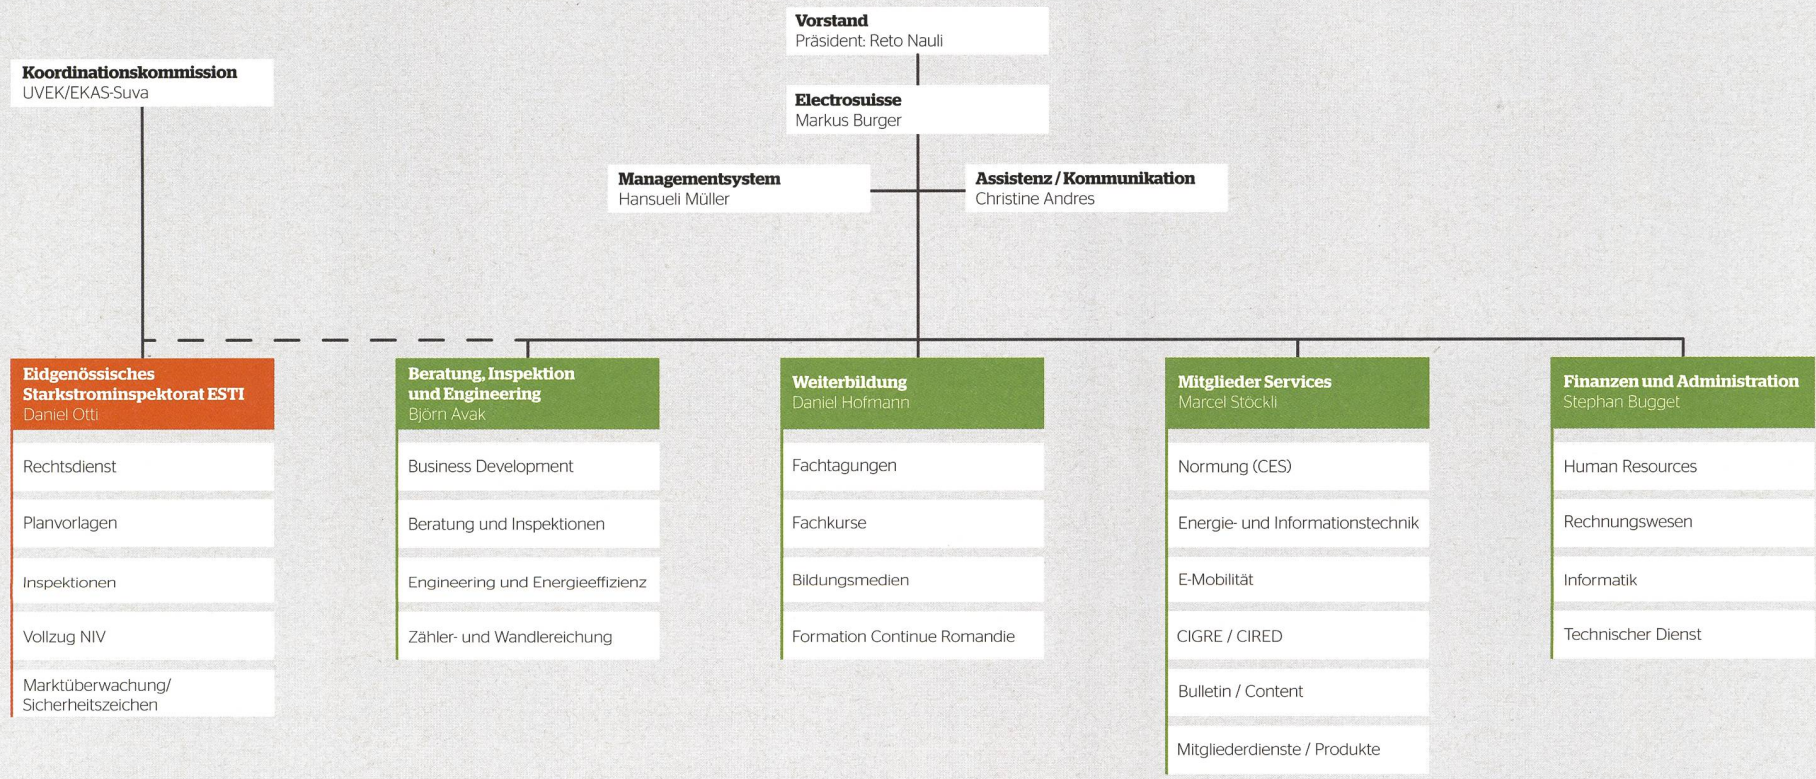 Vorstand
Präsident: Reto Nauli
Koordinationskommission
UVEK/EKAS-Suva
Electrosuisse
Markus Burger
Managementsystem
Hansueli Müller
Assistenz / Kommunikation
Christine Andres
Eidgenössisches
Starkstrominspektorat ESTI
Daniel Otti
Rechtsdienst
Planvorlagen
Inspektionen
Vollzug NIV
Marktüberwachung/
Sicherheitszeichen
Beratung, Inspektion
und Engineering
Björn Avak
Business Development
Beratung und Inspektionen
Engineering und Energieeffizienz
Zähler- und Wandlereichung
Weiterbildung
Daniel Hofmann
Fachtagungen
Fachkurse
Bildungsmedien
Formation Continue Romandie
Mitglieder Services
Marcel Stöckli
Normung (CES)
Energie- und Informationstechnik
E-Mobilität
CIGRE / CIRED
Bulletin / Content
Mitgliederdienste / Produkte
Finanzen und Administration
Stephan Bugget
Human Resources
Rechnungswesen
Informatik
Technischer Dienst